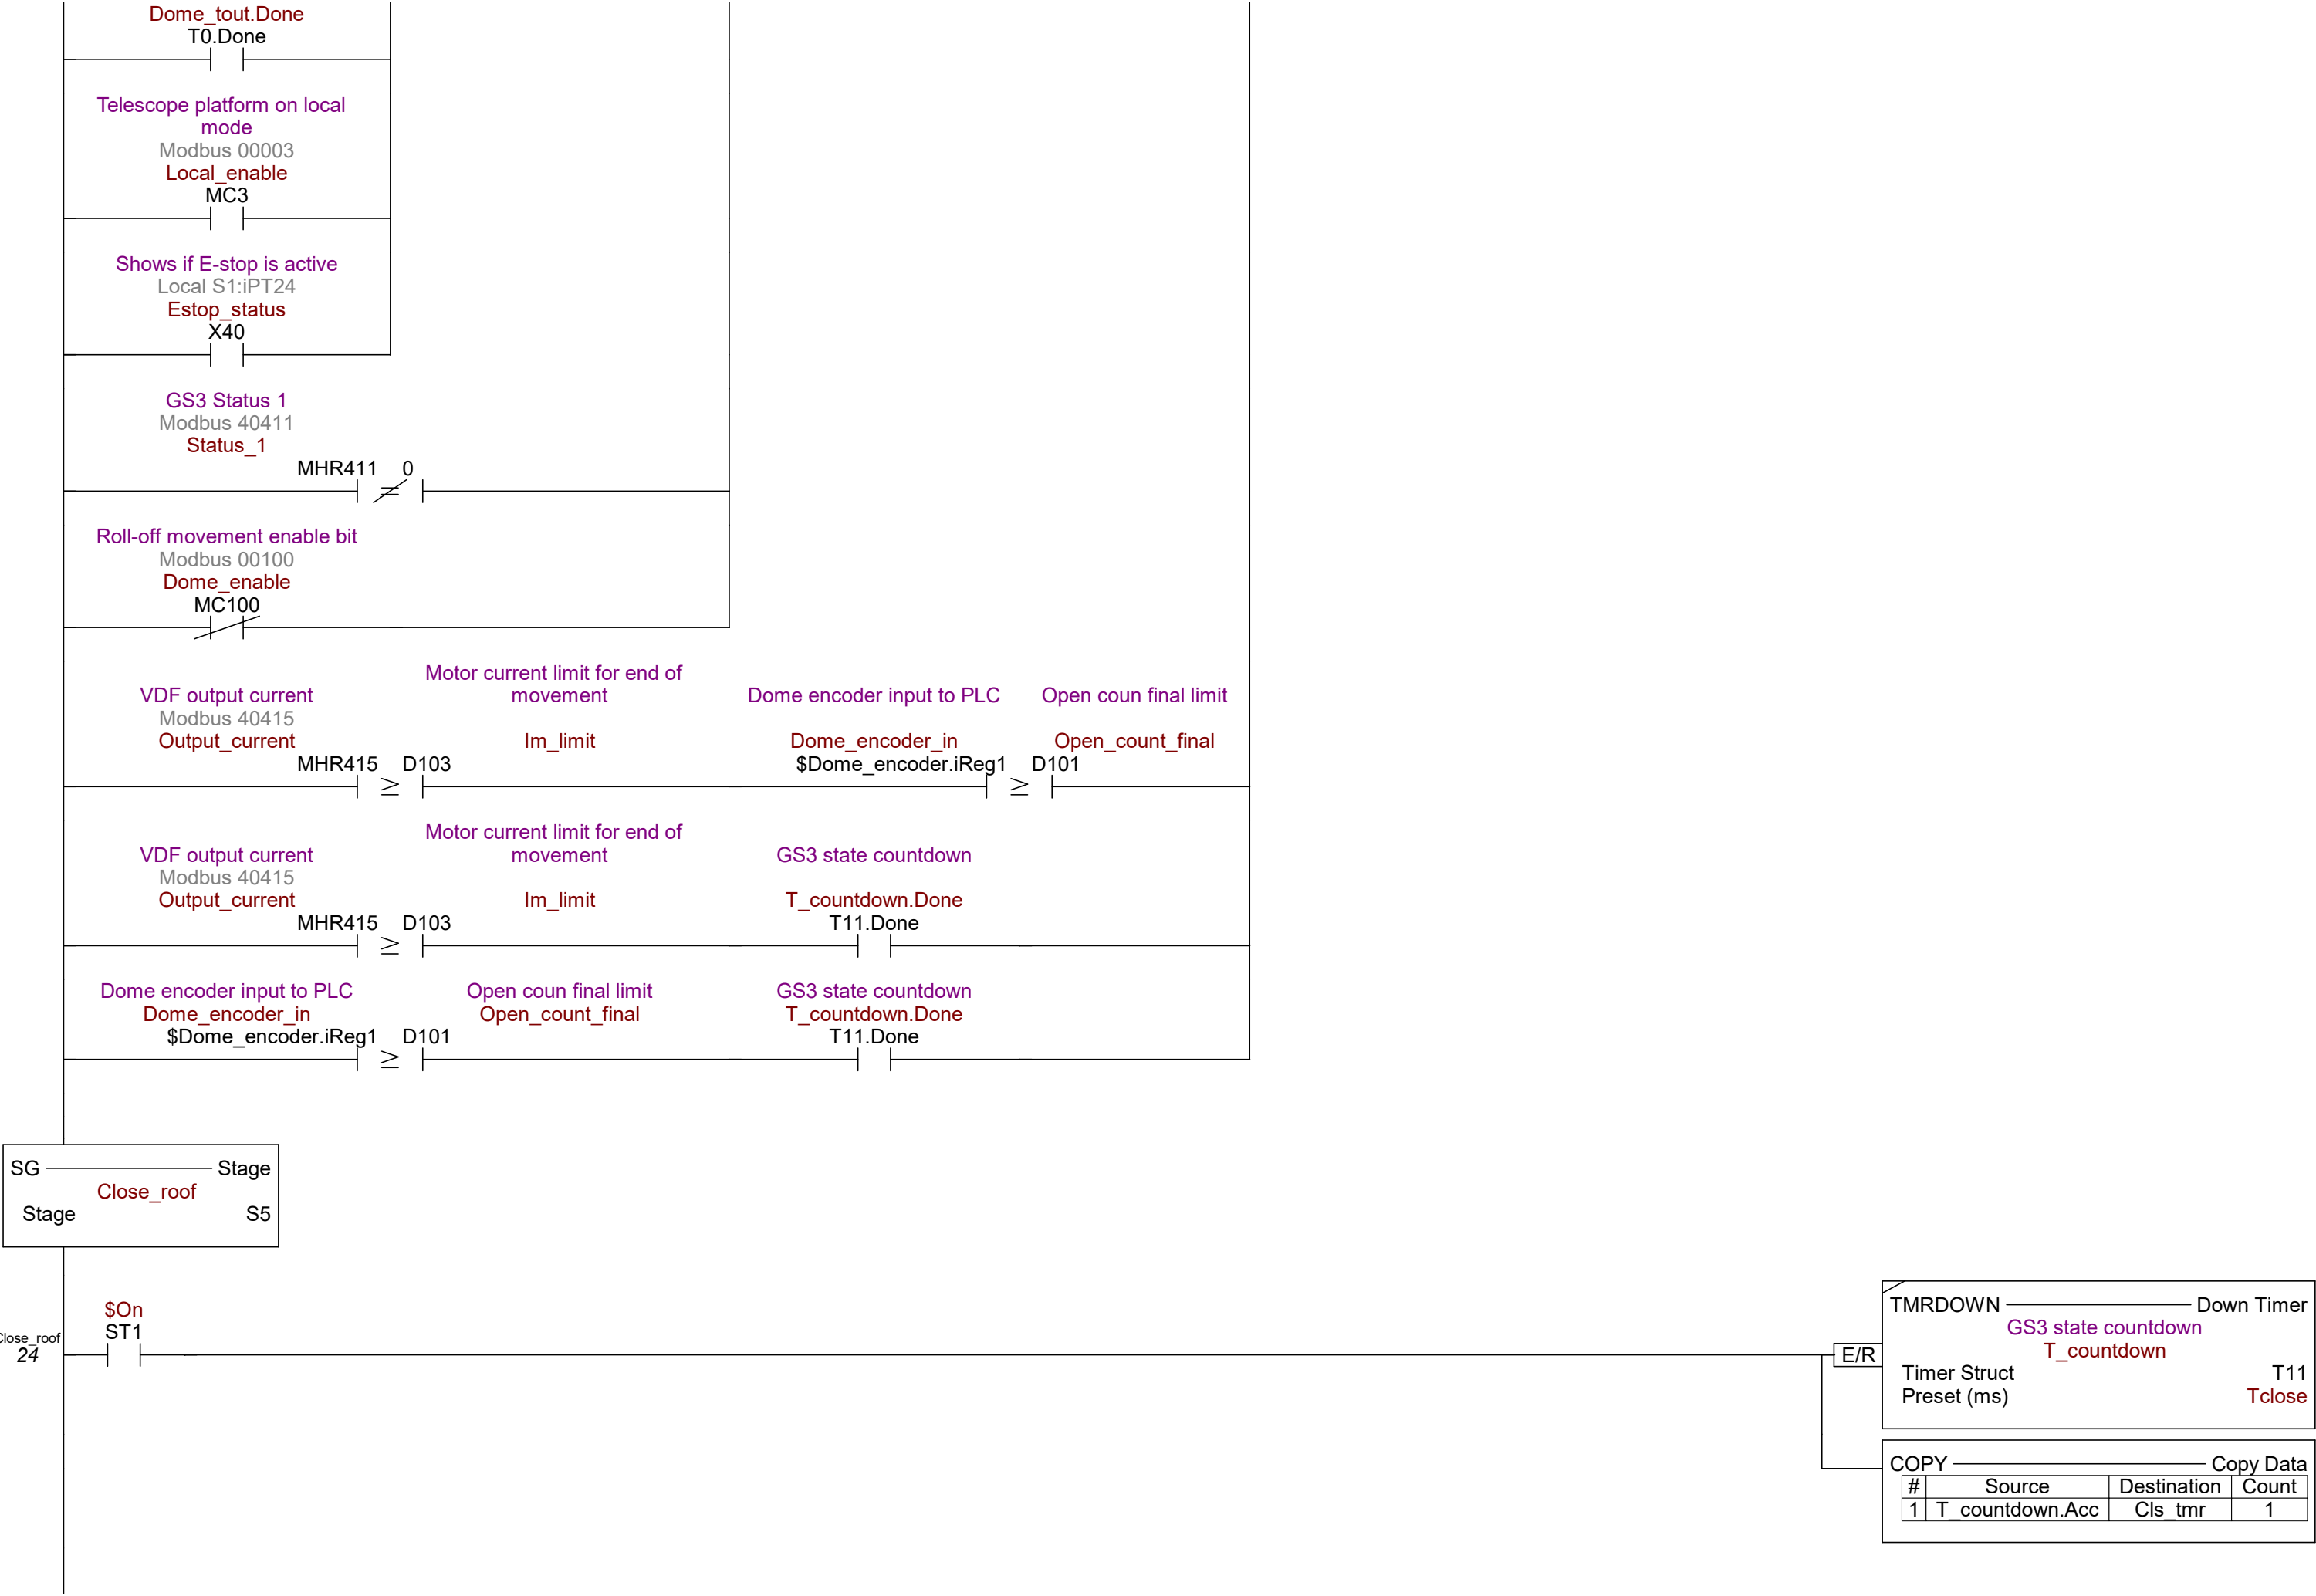 Dome_tout.Done
T0.Done
Telescope platform on local
mode
Modbus 00003
Local_enable
MC3
Shows if E-stop is active
Local S1:iPT24
Estop_status
X40
GS3 Status 1
Modbus 40411
Status_1
MHR411 ≠ 0
Roll-off movement enable bit
Modbus 00100
Dome_enable
MC100
Motor current limit for end of
VDF output current movement Dome encoder input to PLC Open coun final limit
Modbus 40415
Output_current Im_limit Dome_encoder_in Open_count_final
MHR415 ≥ D103 $Dome_encoder.iReg1 ≥ D101
Motor current limit for end of
VDF output current movement GS3 state countdown
Modbus 40415
Output_current Im_limit T_countdown.Done
MHR415 ≥ D103 T11.Done
Dome encoder input to PLC Open coun final limit GS3 state countdown
Dome_encoder_in Open_count_final T_countdown.Done
$Dome_encoder.iReg1 ≥ D101 T11.Done
SG Stage
Close_roof
Stage S5
$On
ST1
Close_roof
24
E/R
TMRDOWN Down Timer
GS3 state countdown
T_countdown
Timer Struct T11
Preset (ms) Tclose
COPY Copy Data
# Source Destination Count
1 T_countdown.Acc Cls_tmr 1